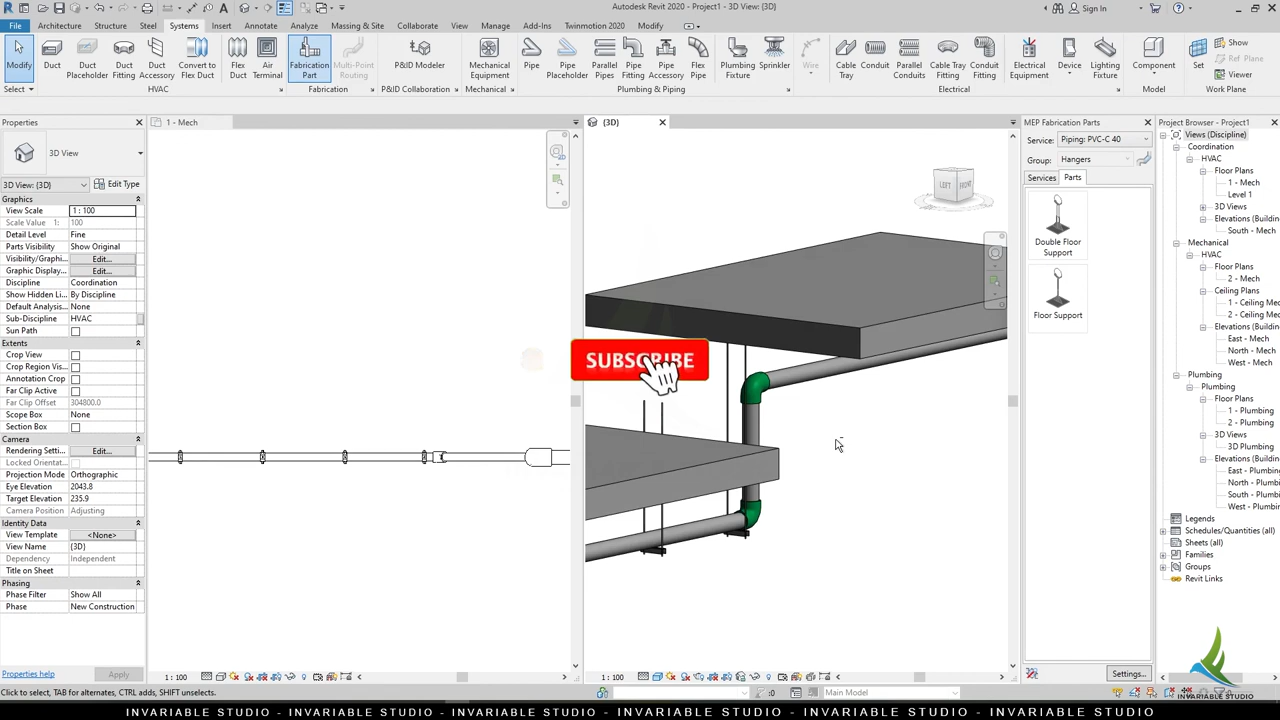 Autodesk Revit 2020 - Project1 - 3D View: {3D}
Sign In
File Architecture Structure Steel Systems Insert Annotate Analyze Massing & Site Collaborate View Manage Add-Ins Twinmotion 2020 Modify
Modify Duct Duct Placeholder Duct Fitting Duct Accessory Convert to Flex Duct Flex Duct Air Terminal Fabrication Part Multi-Point Routing P&ID Modeler Mechanical Equipment Pipe Pipe Placeholder Parallel Pipes Pipe Fitting Pipe Accessory Flex Pipe Plumbing Fixture Sprinkler Wire Cable Tray Conduit Parallel Conduits Cable Tray Fitting Conduit Fitting Electrical Equipment Device Lighting Fixture Component Set Show Ref Plane Viewer
Select HVAC Fabrication P&ID Collaboration Mechanical Plumbing & Piping Electrical Model Work Plane
Properties
3D View
3D View: {3D} Edit Type
Graphics
View Scale 1 : 100
Scale Value 1: 100
Detail Level Fine
Parts Visibility Show Original
Visibility/Graphi... Edit...
Graphic Display... Edit...
Discipline Coordination
Show Hidden Li... By Discipline
Default Analysis... None
Sub-Discipline HVAC
Sun Path
Extents
Crop View
Crop Region Vis...
Annotation Crop
Far Clip Active
Far Clip Offset 304800.0
Scope Box None
Section Box
Camera
Rendering Setti... Edit...
Locked Orientat...
Projection Mode Orthographic
Eye Elevation 2043.8
Target Elevation 235.9
Camera Position Adjusting
Identity Data
View Template <None>
View Name {3D}
Dependency Independent
Title on Sheet
Phasing
Phase Filter Show All
Phase New Construction
Properties help Apply
1 - Mech
{3D}
LEFT FRONT
SUBSCRIBE
1 : 100
1 : 100
MEP Fabrication Parts
Service: Piping: PVC-C 40
Group: Hangers
Services Parts
Double Floor
Support
Floor Support
Settings...
Project Browser - Project1
Views (Discipline)
Coordination
HVAC
Floor Plans
1 - Mech
Level 1
3D Views
Elevations (Buildin
South - Mech
Mechanical
HVAC
Floor Plans
2 - Mech
Ceiling Plans
1 - Ceiling Mec
2 - Ceiling Mec
Elevations (Buildin
East - Mech
North - Mech
West - Mech
Plumbing
Plumbing
Floor Plans
1 - Plumbing
2 - Plumbing
3D Views
3D Plumbing
Elevations (Buildin
East - Plumbin
North - Plumbi
South - Plumbi
West - Plumbin
Legends
Schedules/Quantities (all)
Sheets (all)
Families
Groups
Revit Links
Click to select, TAB for alternates, CTRL adds, SHIFT unselects.
:0
Main Model
INVARIABLE STUDIO
INVARIABLE STUDIO - INVARIABLE STUDIO - INVARIABLE STUDIO - INVARIABLE STUDIO - INVARIABLE STUDIO - INVARIABLE STUDIO - INVARIABLE STUDIO